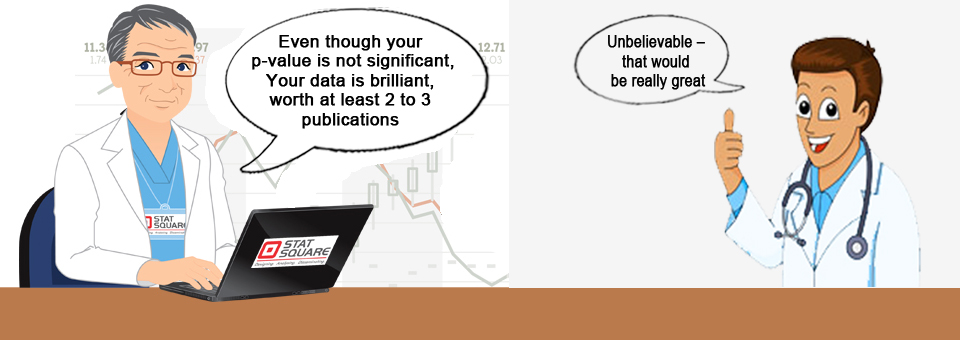 11.3
97
1.74
37
12.71
7.03
Even though your
p-value is not significant,
Your data is brilliant,
worth at least 2 to 3
publications
Unbelievable –
that would
be really great
STAT
SQUARE
STAT
SQUARE
Designing. Analysing. Disseminating.